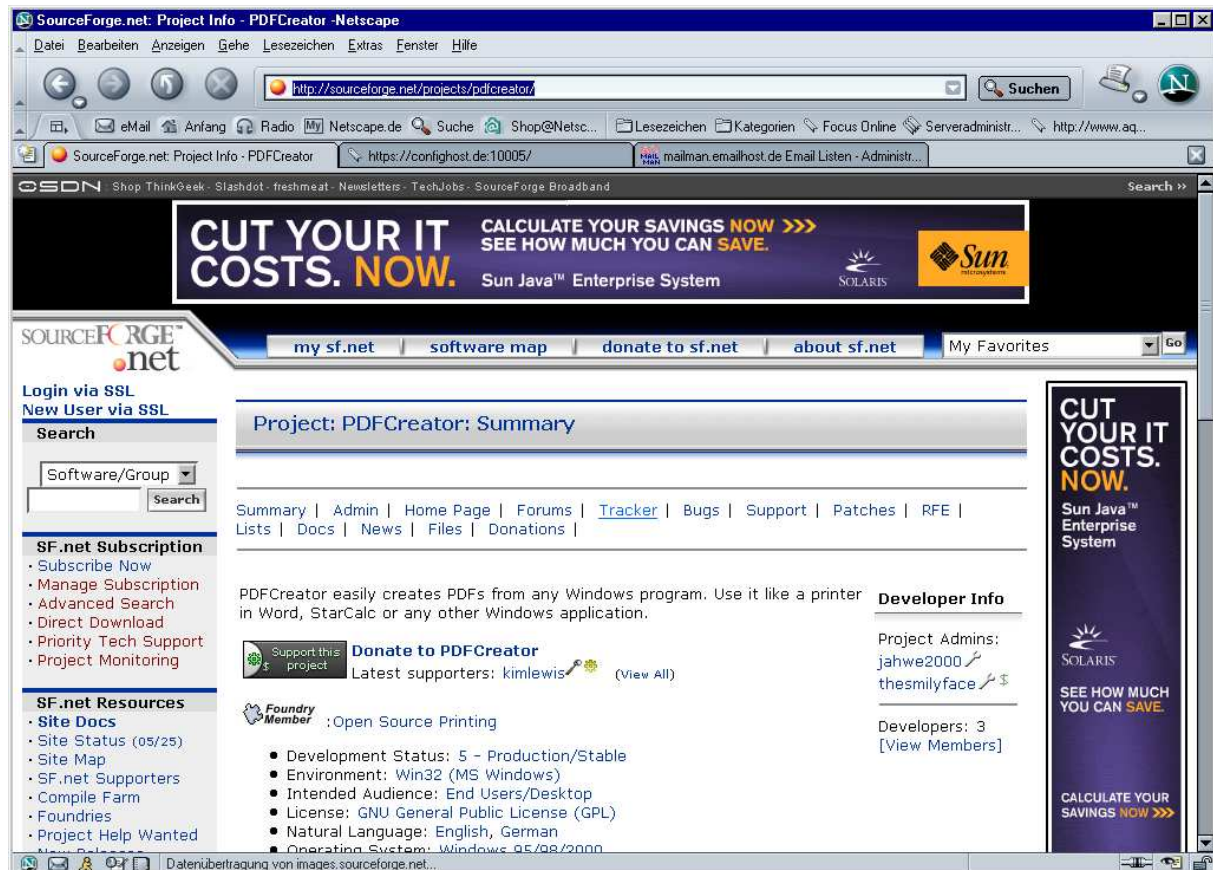 SourceForge.net: Project Info - PDFCreator -Netscape
Datei Bearbeiten Anzeigen Gehe Lesezeichen Extras Fenster Hilfe
http://sourceforge.net/projects/pdfcreator/
Suchen
N
eMail Anfang Radio My Netscape.de Suche Shop@Netsc... Lesezeichen Kategorien Focus Online Serveradministr... http://www.aq...
SourceForge.net: Project Info - PDFCreator
https://confighost.de:10005/
mailman.emailhost.de Email Listen - Administr...
OSDN : Shop ThinkGeek - Slashdot - freshmeat - Newsletters - TechJobs - SourceForge Broadband
Search »
CUT YOUR IT COSTS. NOW.
CALCULATE YOUR SAVINGS NOW >>>
SEE HOW MUCH YOU CAN SAVE.
Sun Java™ Enterprise System
SOLARIS
Sun
microsystems
SOURCEFORGE™
.net
my sf.net
software map
donate to sf.net
about sf.net
My Favorites
Go
Login via SSL
New User via SSL
Search
Software/Group
Search
SF.net Subscription
· Subscribe Now
· Manage Subscription
· Advanced Search
· Direct Download
· Priority Tech Support
· Project Monitoring
SF.net Resources
· Site Docs
· Site Status (05/25)
· Site Map
· SF.net Supporters
· Compile Farm
· Foundries
· Project Help Wanted
· New Releases
Project: PDFCreator: Summary
Summary | Admin | Home Page | Forums | Tracker | Bugs | Support | Patches | RFE |
Lists | Docs | News | Files | Donations |
PDFCreator easily creates PDFs from any Windows program. Use it like a printer
in Word, StarCalc or any other Windows application.
Support this
$ project
Donate to PDFCreator
Latest supporters: kimlewis (View All)
Foundry
Member :Open Source Printing
• Development Status: 5 - Production/Stable
• Environment: Win32 (MS Windows)
• Intended Audience: End Users/Desktop
• License: GNU General Public License (GPL)
• Natural Language: English, German
• Operating System: Windows 95/98/2000
Developer Info
Project Admins:
jahwe2000
thesmilyface $
Developers: 3
[View Members]
CUT
YOUR IT
COSTS.
NOW.
Sun Java™
Enterprise
System
SOLARIS
SEE HOW MUCH
YOU CAN SAVE.
CALCULATE YOUR
SAVINGS NOW >>>
Datenübertragung von images.sourceforge.net...